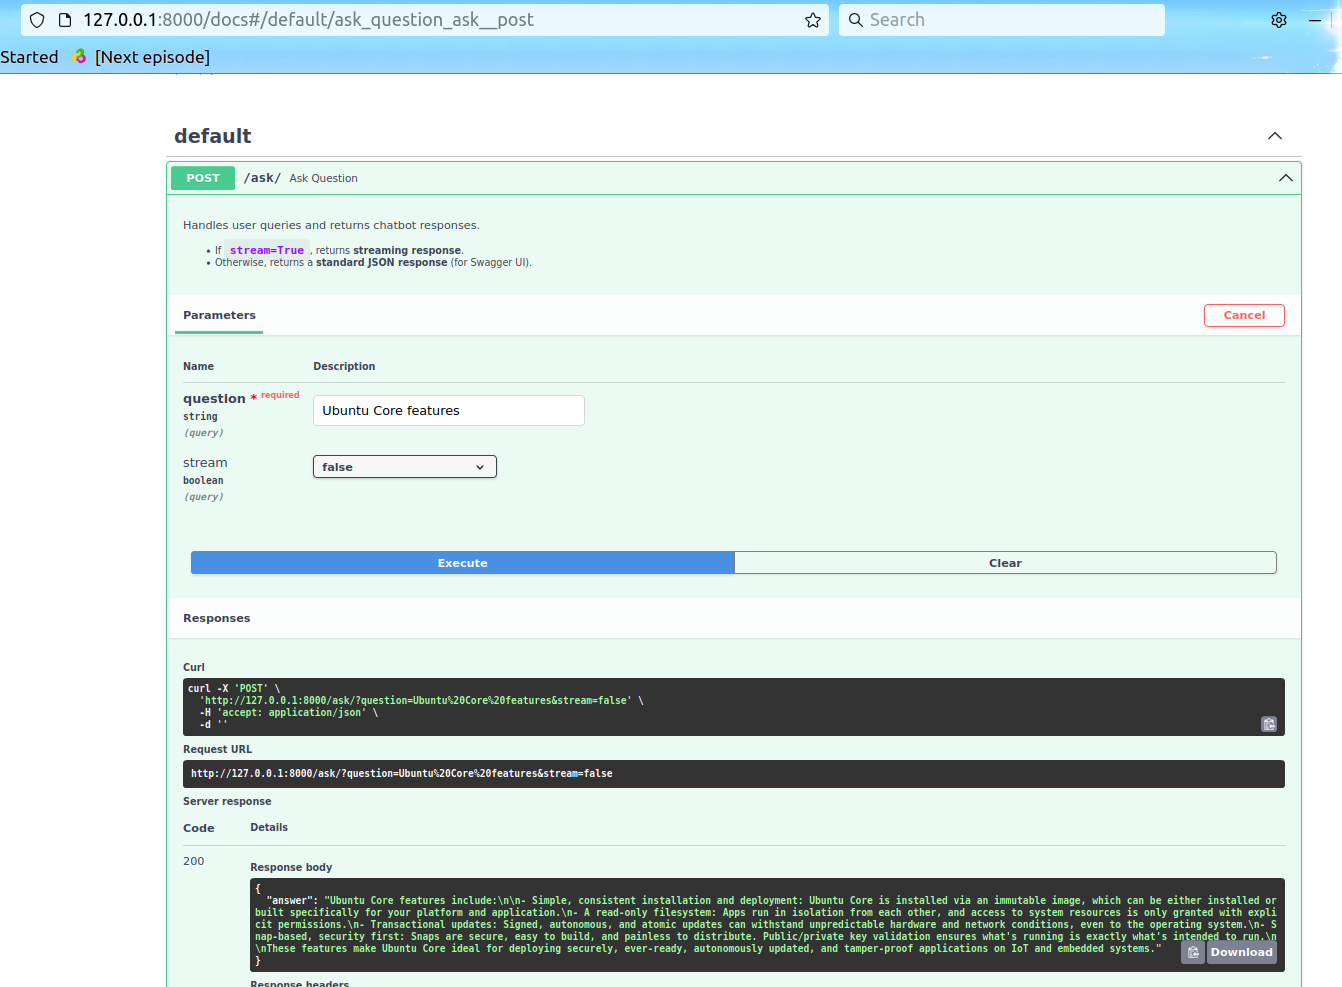 127.0.0.1:8000/docs#/default/ask_question_ask__post
Search
Started [Next episode]
default
POST /ask/ Ask Question
Handles user queries and returns chatbot responses.
• If stream=True , returns streaming response.
• Otherwise, returns a standard JSON response (for Swagger UI).
Parameters
Cancel
Name Description
question * required
string
(query)
Ubuntu Core features
stream
boolean
(query)
false
Execute
Clear
Responses
Curl
curl -X 'POST' \
'http://127.0.0.1:8000/ask/?question=Ubuntu%20Core%20features&stream=false' \
-H 'accept: application/json' \
-d ''
Request URL
http://127.0.0.1:8000/ask/?question=Ubuntu%20Core%20features&stream=false
Server response
Code Details
200
Response body
{
"answer": "Ubuntu Core features include:\n\n- Simple, consistent installation and deployment: Ubuntu Core is installed via an immutable image, which can be either installed or
built specifically for your platform and application.\n- A read-only filesystem: Apps run in isolation from each other, and access to system resources is only granted with expli
cit permissions.\n- Transactional updates: Signed, autonomous, and atomic updates can withstand unpredictable hardware and network conditions, even to the operating system.\n- S
nap-based, security first: Snaps are secure, easy to build, and painless to distribute. Public/private key validation ensures what's running is exactly what's intended to run.\n
\nThese features make Ubuntu Core ideal for deploying securely, ever-ready, autonomously updated, and tamper-proof applications on IoT and embedded systems."
}
Download
Response headers